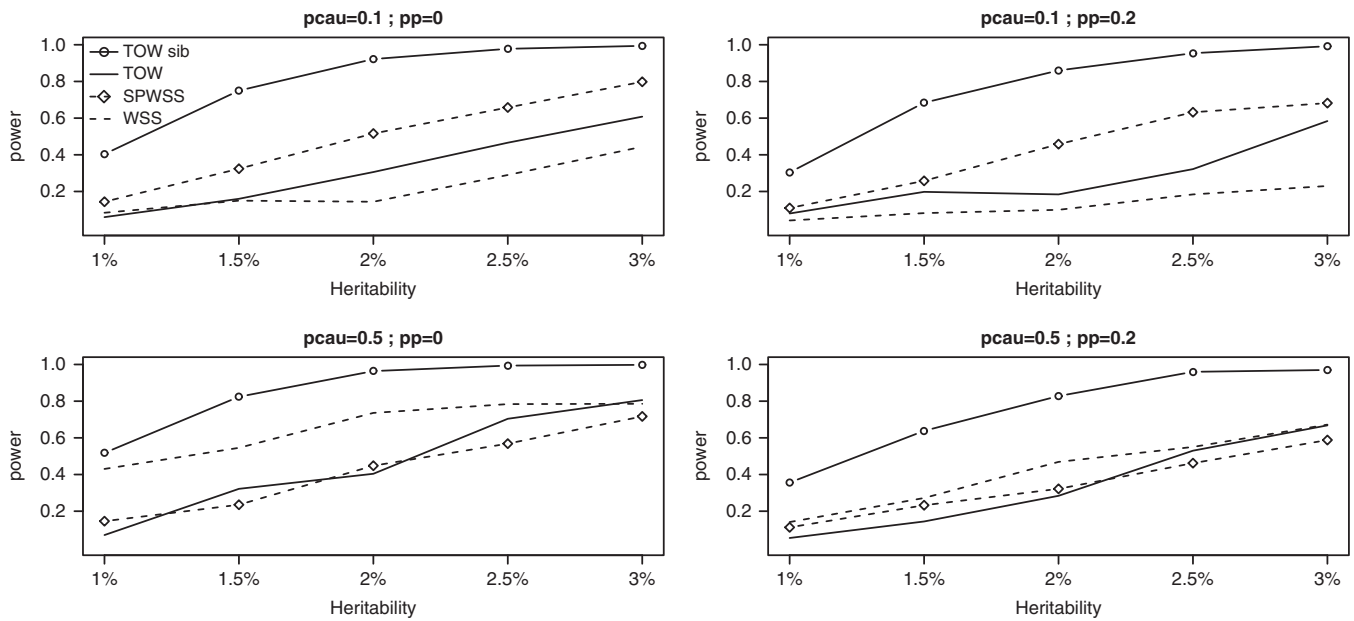 pcau=0.1 ; pp=0
1.0
0.8
0.6
0.4
0.2
power
TOW sib
TOW
SPWSS
WSS
1% 1.5% 2% 2.5% 3%
Heritability
pcau=0.1 ; pp=0.2
1.0
0.8
0.6
0.4
0.2
power
1% 1.5% 2% 2.5% 3%
Heritability
pcau=0.5 ; pp=0
1.0
0.8
0.6
0.4
0.2
power
1% 1.5% 2% 2.5% 3%
Heritability
pcau=0.5 ; pp=0.2
1.0
0.8
0.6
0.4
0.2
power
1% 1.5% 2% 2.5% 3%
Heritability